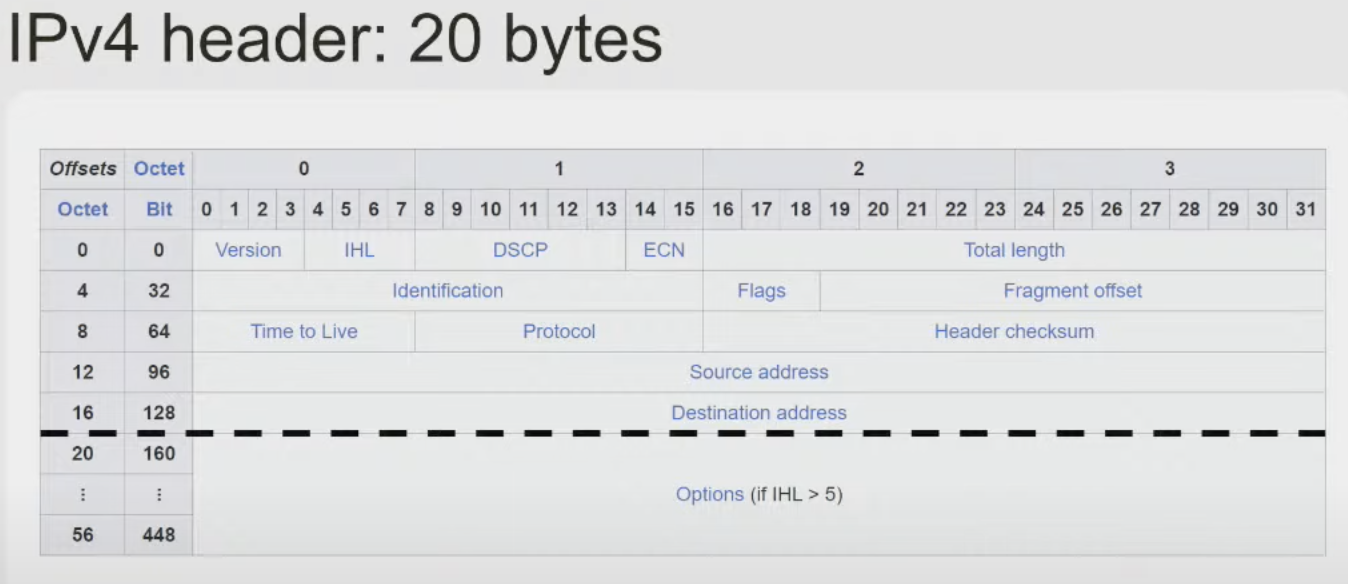 IPv4 header: 20 bytes
Offsets Octet 0 1 2 3
Octet Bit 0 1 2 3 4 5 6 7 8 9 10 11 12 13 14 15 16 17 18 19 20 21 22 23 24 25 26 27 28 29 30 31
0 0 Version IHL DSCP ECN Total length
4 32 Identification Flags Fragment offset
8 64 Time to Live Protocol Header checksum
12 96 Source address
16 128 Destination address
20 160
⋮ ⋮ Options (if IHL > 5)
56 448